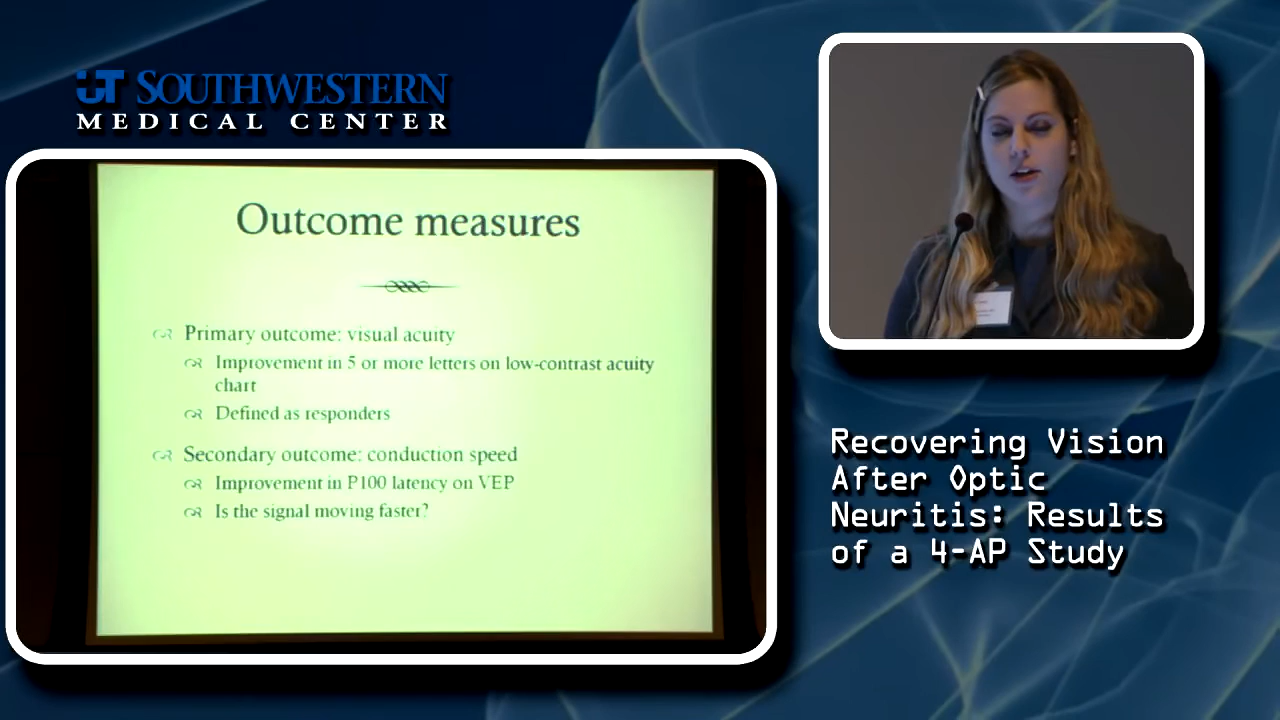 UT SOUTHWESTERN
MEDICAL CENTER
Outcome measures
Primary outcome: visual acuity
Improvement in 5 or more letters on low-contrast acuity
chart
Defined as responders
Secondary outcome: conduction speed
Improvement in P100 latency on VEP
Is the signal moving faster?
Recovering Vision
After Optic
Neuritis: Results
of a 4-AP Study